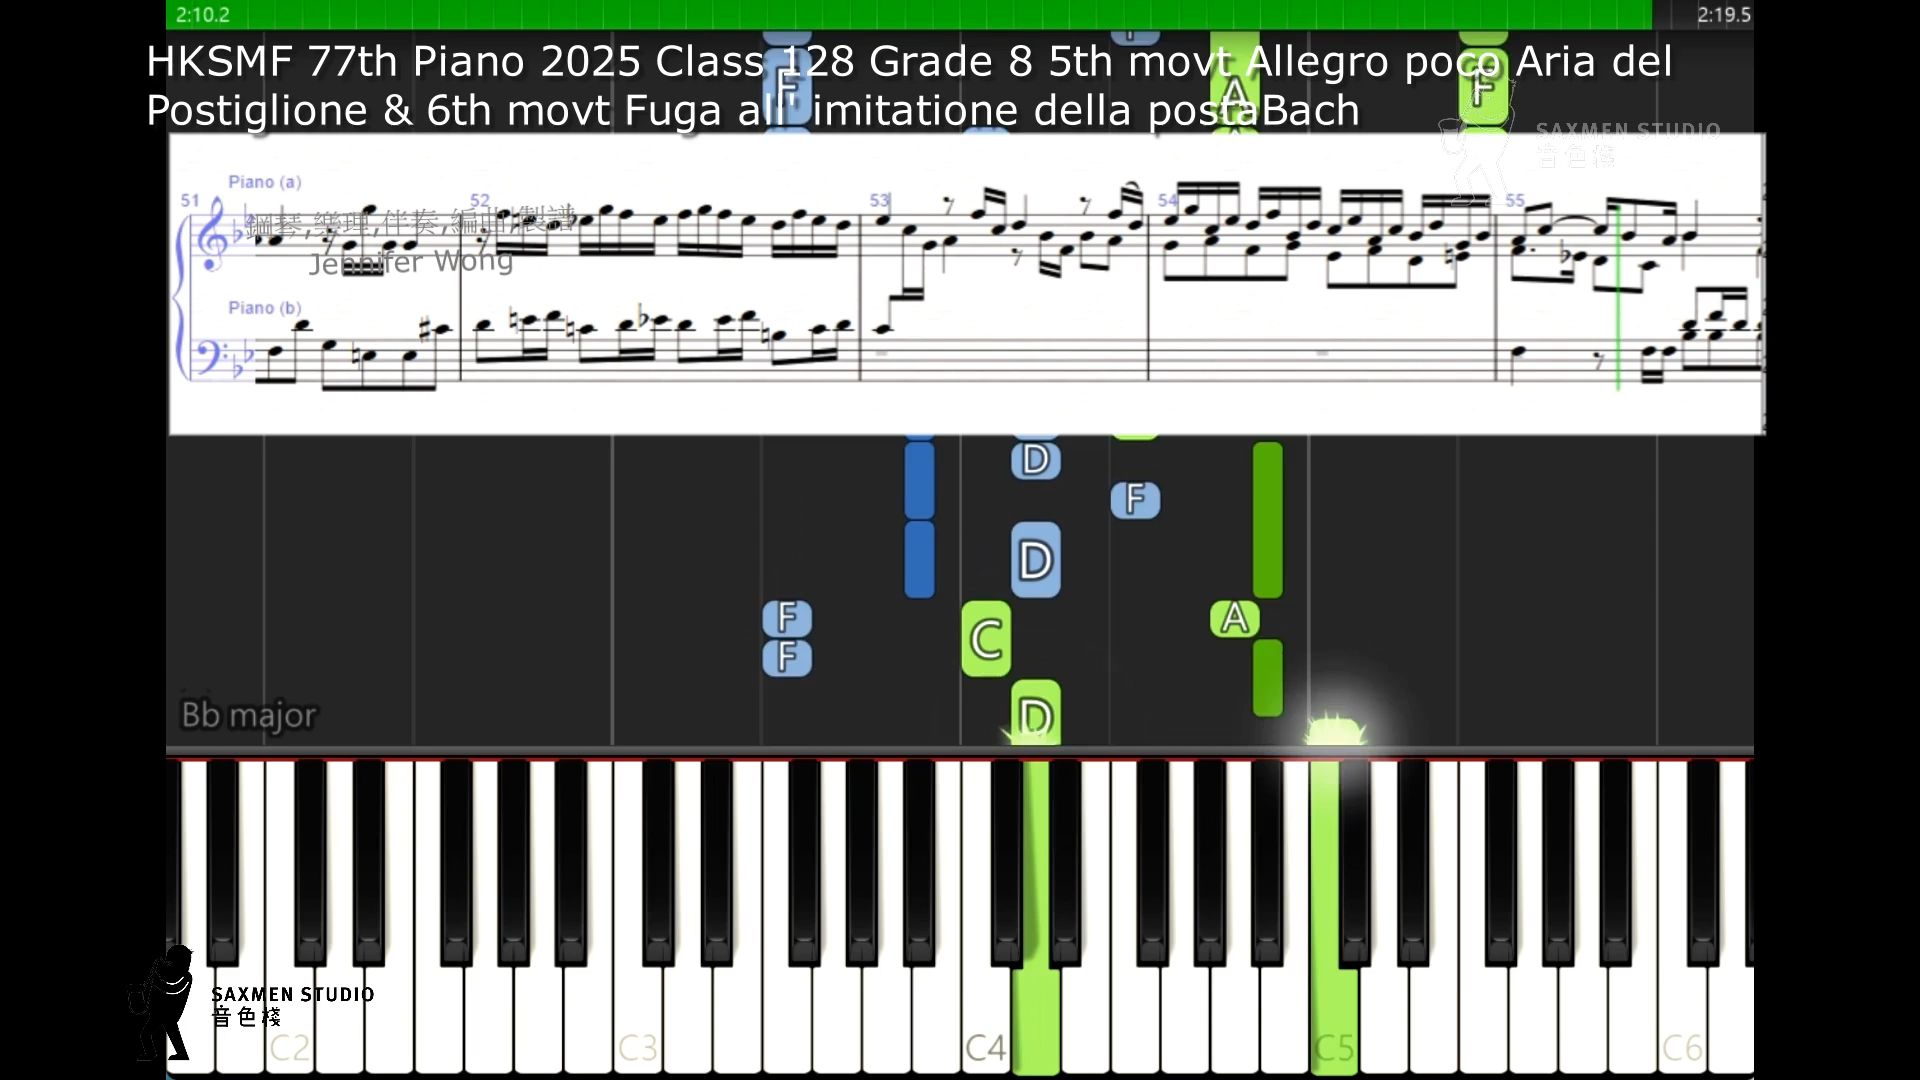 2:10.2
2:19.5
HKSMF 77th Piano 2025 Class 128 Grade 8 5th movt Allegro poco Aria del
Postiglione & 6th movt Fuga all' imitatione della postaBach
F
A
F
SAXMEN STUDIO
音色棧
Piano (a)
51
52
53
54
55
鋼琴,樂理,伴奏,編曲/製譜
Jennifer Wong
Piano (b)
D
F
D
F
C
A
F
D
Bb major
SAXMEN STUDIO
音色棧
C2
C3
C4
C5
C6